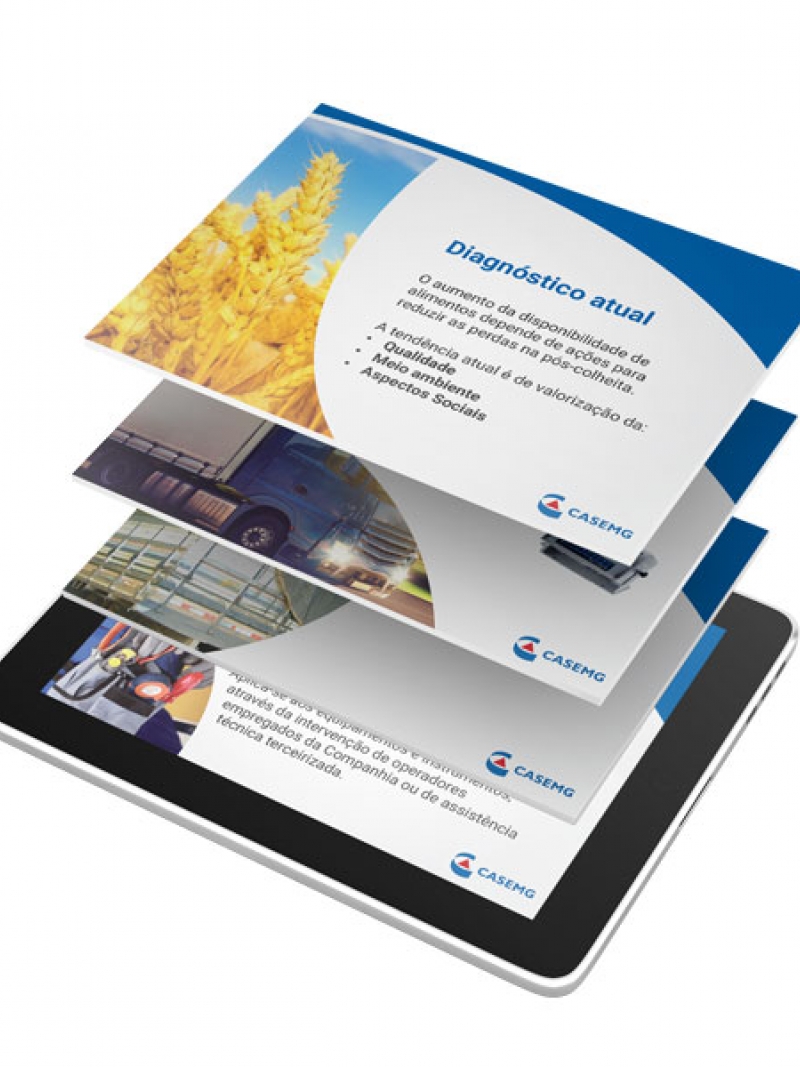 Diagnóstico atual
O aumento da disponibilidade de
alimentos depende de ações para
reduzir as perdas na pós-colheita.
A tendência atual é de valorização da:
• Qualidade
• Meio ambiente
• Aspectos Sociais
CASEMG
CASEMG
CASEMG
Aplica-se aos equipamentos e instrumentos,
através da intervenção de operadores
empregados da Companhia ou de assistência
técnica terceirizada.
CASEMG